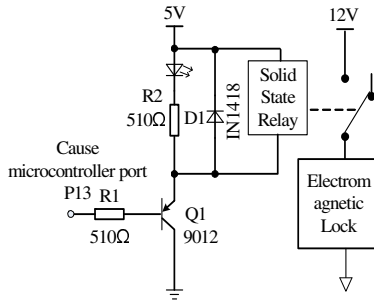 5V
12V
R2
510Ω
D1
IN1418
Solid
State
Relay
Cause
microcontroller port
P13
R1
510Ω
Q1
9012
Electrom
agnetic
Lock